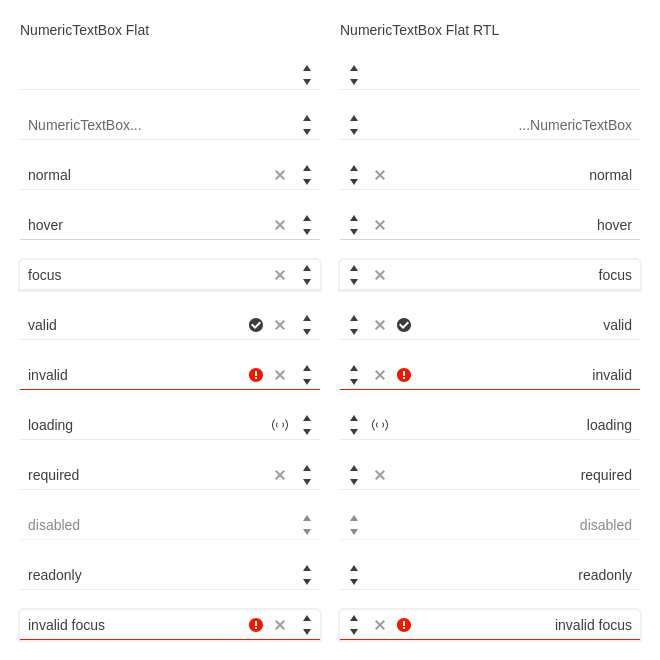 NumericTextBox Flat
NumericTextBox...
normal
hover
focus
valid
invalid
loading
required
disabled
readonly
invalid focus
NumericTextBox Flat RTL
...NumericTextBox
normal
hover
focus
valid
invalid
loading
required
disabled
readonly
invalid focus